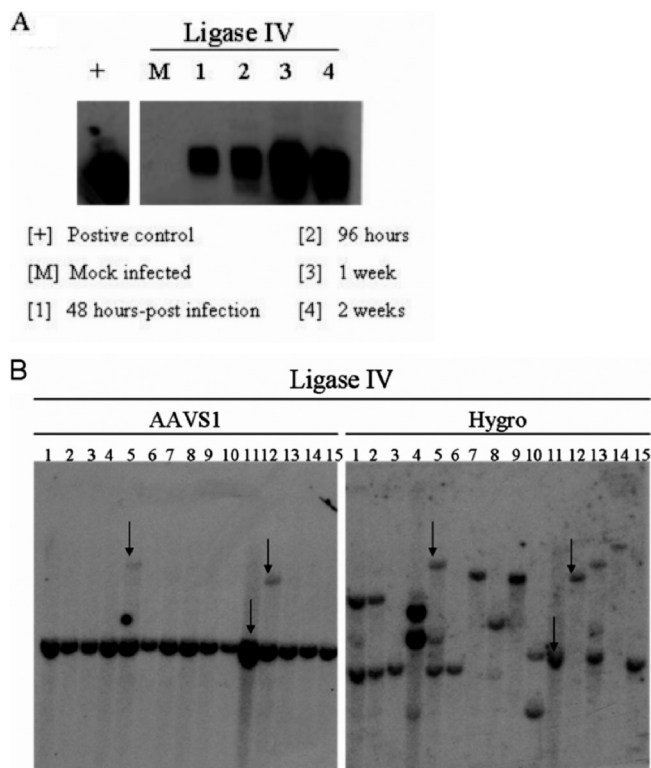 A
Ligase IV
+ M 1 2 3 4
[+] Postive control [2] 96 hours
[M] Mock infected [3] 1 week
[1] 48 hours-post infection [4] 2 weeks
B
Ligase IV
AAVS1 Hygro
1 2 3 4 5 6 7 8 9 10 11 12 13 14 15 1 2 3 4 5 6 7 8 9 10 11 12 13 14 15